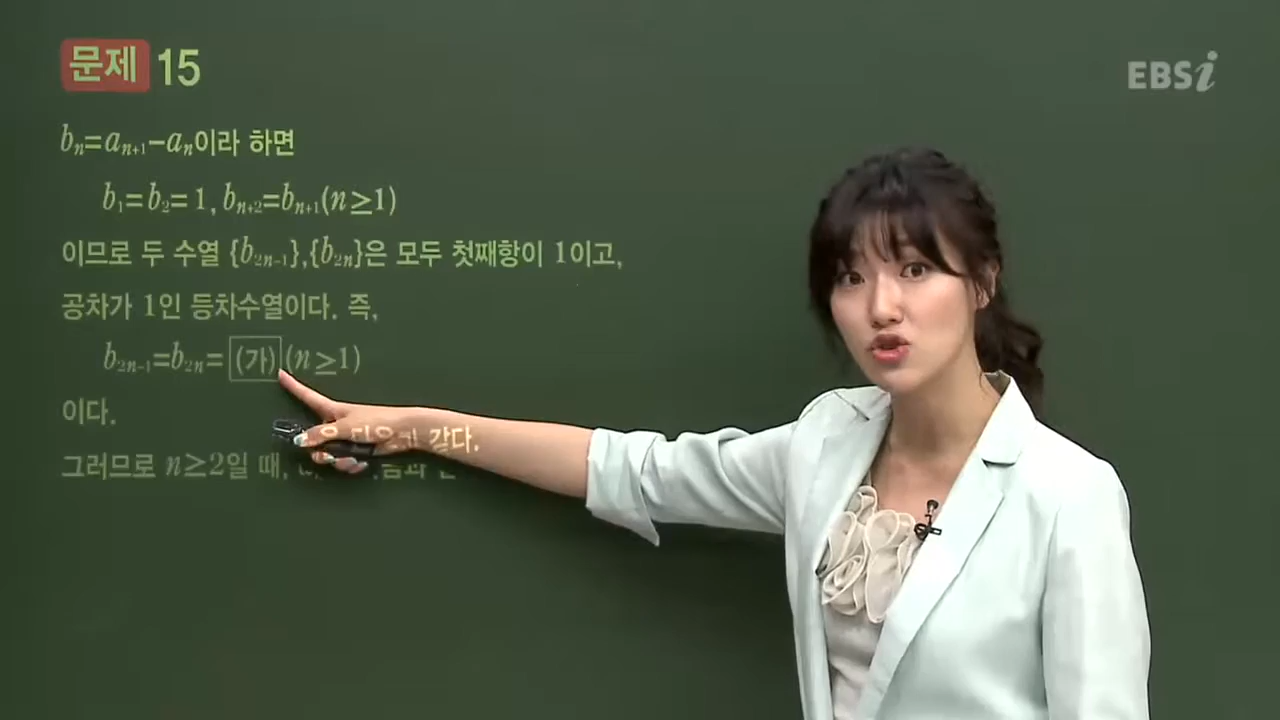 문제 15
EBSi
bₙ=aₙ₊₁−aₙ이라 하면
b₁=b₂=1, bₙ₊₂=bₙ₊₁(n≥1)
이므로 두 수열 {b₂ₙ₋₁},{b₂ₙ}은 모두 첫째항이 1이고,
공차가 1인 등차수열이다. 즉,
b₂ₙ₋₁=b₂ₙ= (가) (n≥1)
이다.
그러므로 n≥2일 때, 같다.